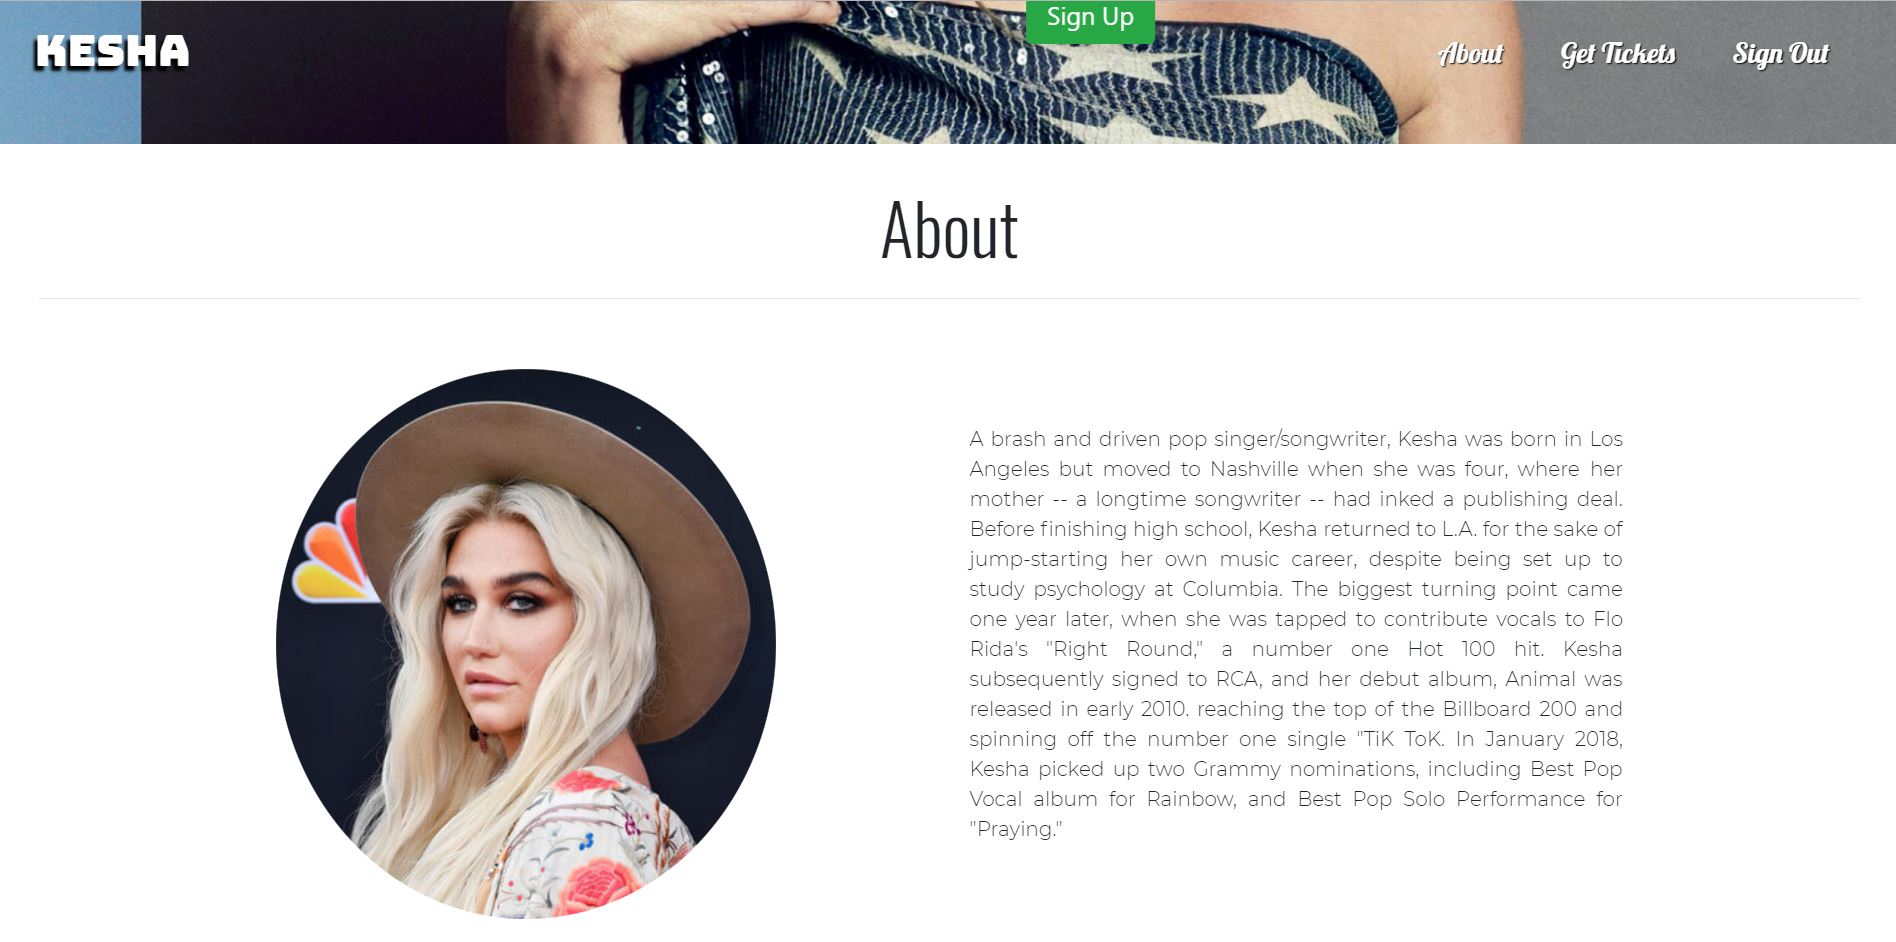 Sign Up
KESHA
About
Get Tickets
Sign Out
About
A brash and driven pop singer/songwriter, Kesha was born in Los
Angeles but moved to Nashville when she was four, where her
mother -- a longtime songwriter -- had inked a publishing deal.
Before finishing high school, Kesha returned to L.A. for the sake of
jump-starting her own music career, despite being set up to
study psychology at Columbia. The biggest turning point came
one year later, when she was tapped to contribute vocals to Flo
Rida's "Right Round," a number one Hot 100 hit. Kesha
subsequently signed to RCA, and her debut album, Animal was
released in early 2010. reaching the top of the Billboard 200 and
spinning off the number one single "TiK ToK. In January 2018,
Kesha picked up two Grammy nominations, including Best Pop
Vocal album for Rainbow, and Best Pop Solo Performance for
"Praying."